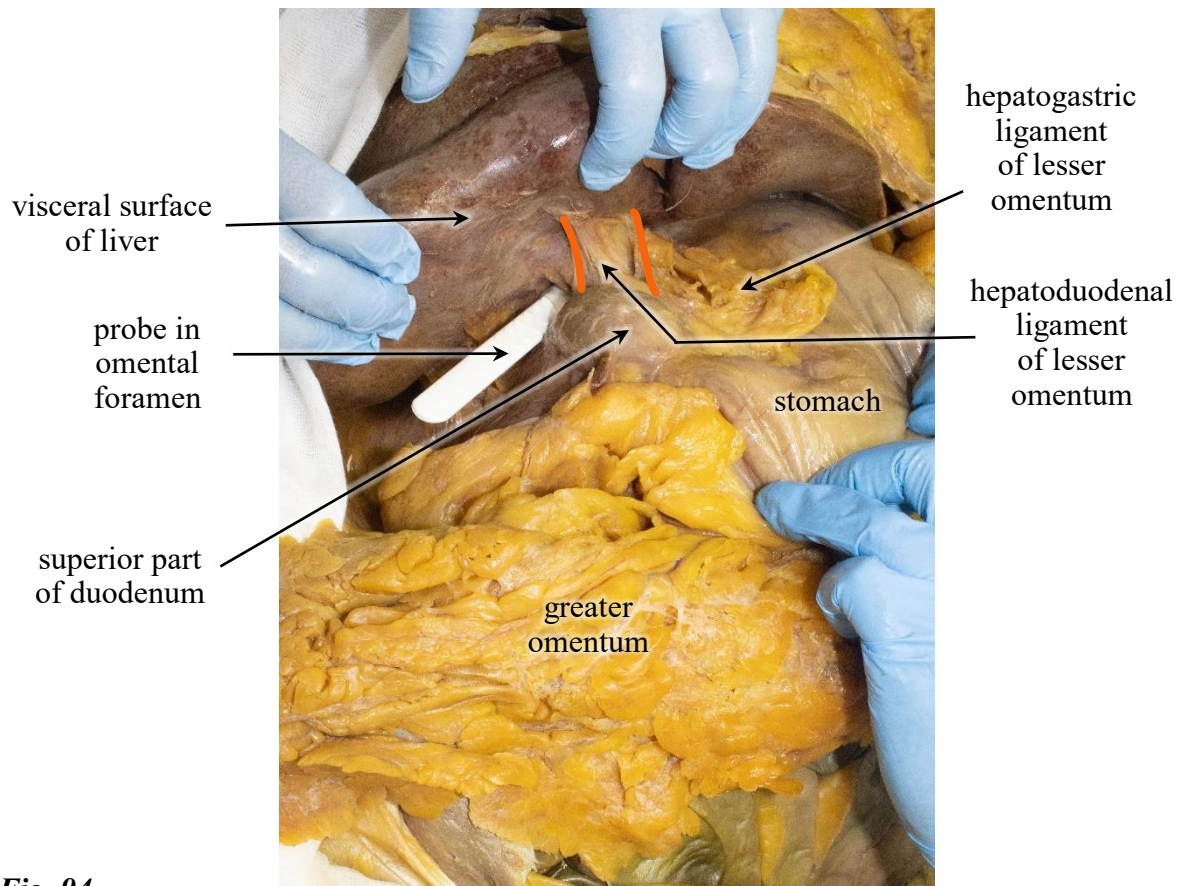 hepatogastric
ligament
of lesser
omentum
visceral surface
of liver
hepatoduodenal
ligament
of lesser
omentum
probe in
omental
foramen
stomach
superior part
of duodenum
greater
omentum